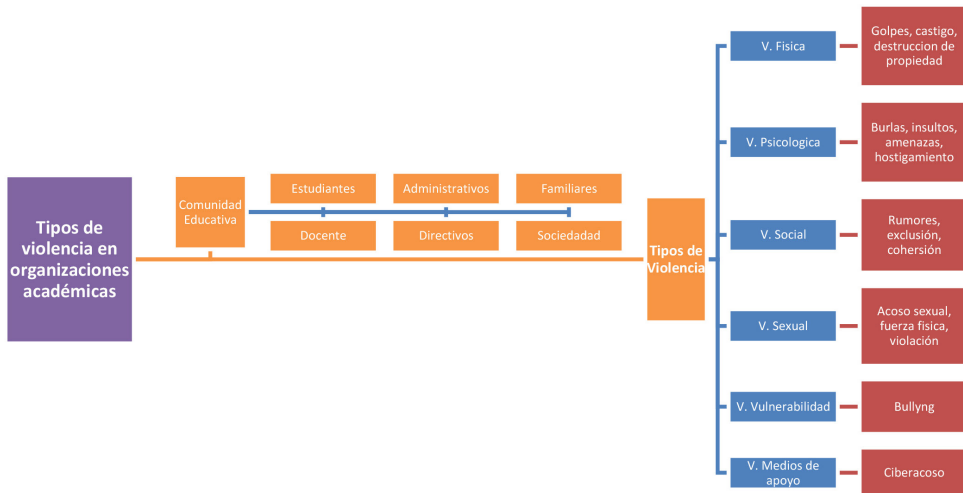 Tipos de
violencia en
organizaciones
académicas
Comunidad
Educativa
Estudiantes
Administrativos
Familiares
Docente
Directivos
Sociedadad
Tipos de
Violencia
V. Fisica
Golpes, castigo,
destruccion de
propiedad
V. Psicologica
Burlas, insultos,
amenazas,
hostigamiento
V. Social
Rumores,
exclusión,
cohersión
V. Sexual
Acoso sexual,
fuerza fisica,
violación
V. Vulnerabilidad
Bullyng
V. Medios de
apoyo
Ciberacoso